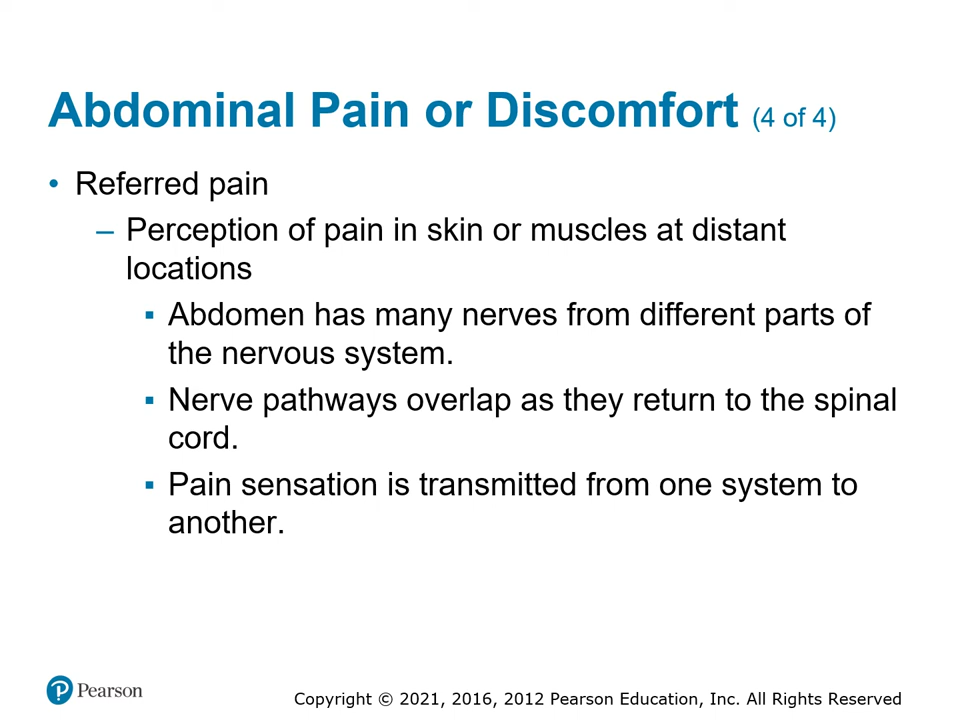 Abdominal Pain or Discomfort (4 of 4)
• Referred pain
– Perception of pain in skin or muscles at distant
locations
▪ Abdomen has many nerves from different parts of
the nervous system.
▪ Nerve pathways overlap as they return to the spinal
cord.
▪ Pain sensation is transmitted from one system to
another.
Pearson
Copyright © 2021, 2016, 2012 Pearson Education, Inc. All Rights Reserved